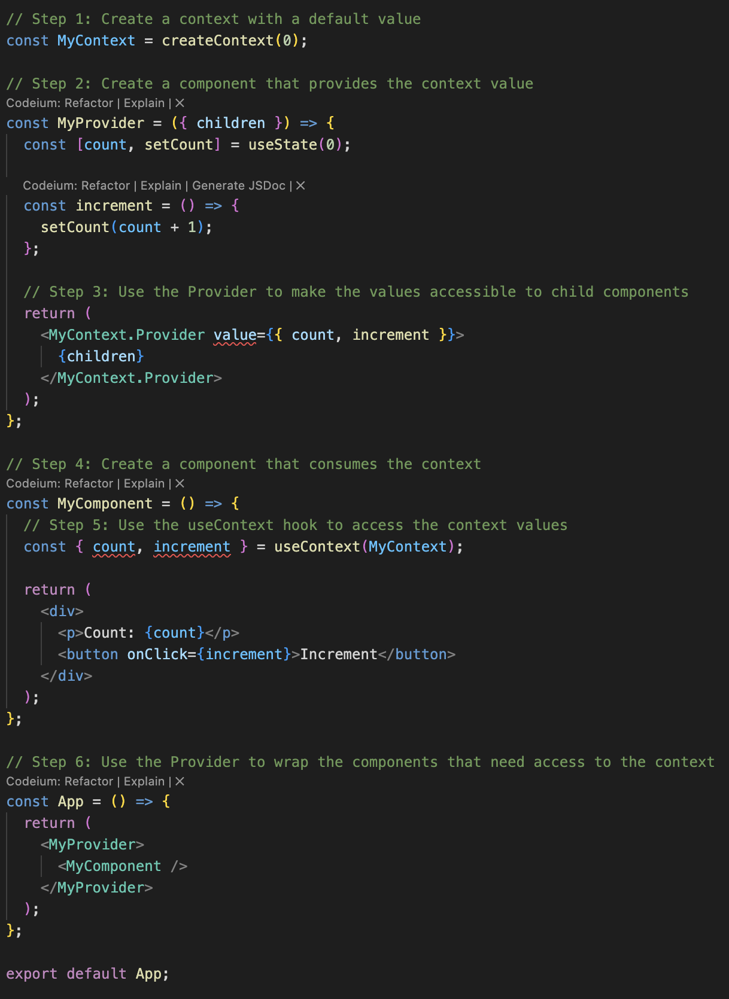 // Step 1: Create a context with a default value
const MyContext = createContext(0);
// Step 2: Create a component that provides the context value
Codeium: Refactor | Explain | ×
const MyProvider = ({ children }) => {
const [count, setCount] = useState(0);
Codeium: Refactor | Explain | Generate JSDoc | ×
const increment = () => {
setCount(count + 1);
};
// Step 3: Use the Provider to make the values accessible to child components
return (
<MyContext.Provider value={{ count, increment }}>
{children}
</MyContext.Provider>
);
};
// Step 4: Create a component that consumes the context
Codeium: Refactor | Explain | ×
const MyComponent = () => {
// Step 5: Use the useContext hook to access the context values
const { count, increment } = useContext(MyContext);
return (
<div>
<p>Count: {count}</p>
<button onClick={increment}>Increment</button>
</div>
);
};
// Step 6: Use the Provider to wrap the components that need access to the context
Codeium: Refactor | Explain | ×
const App = () => {
return (
<MyProvider>
<MyComponent />
</MyProvider>
);
};
export default App;